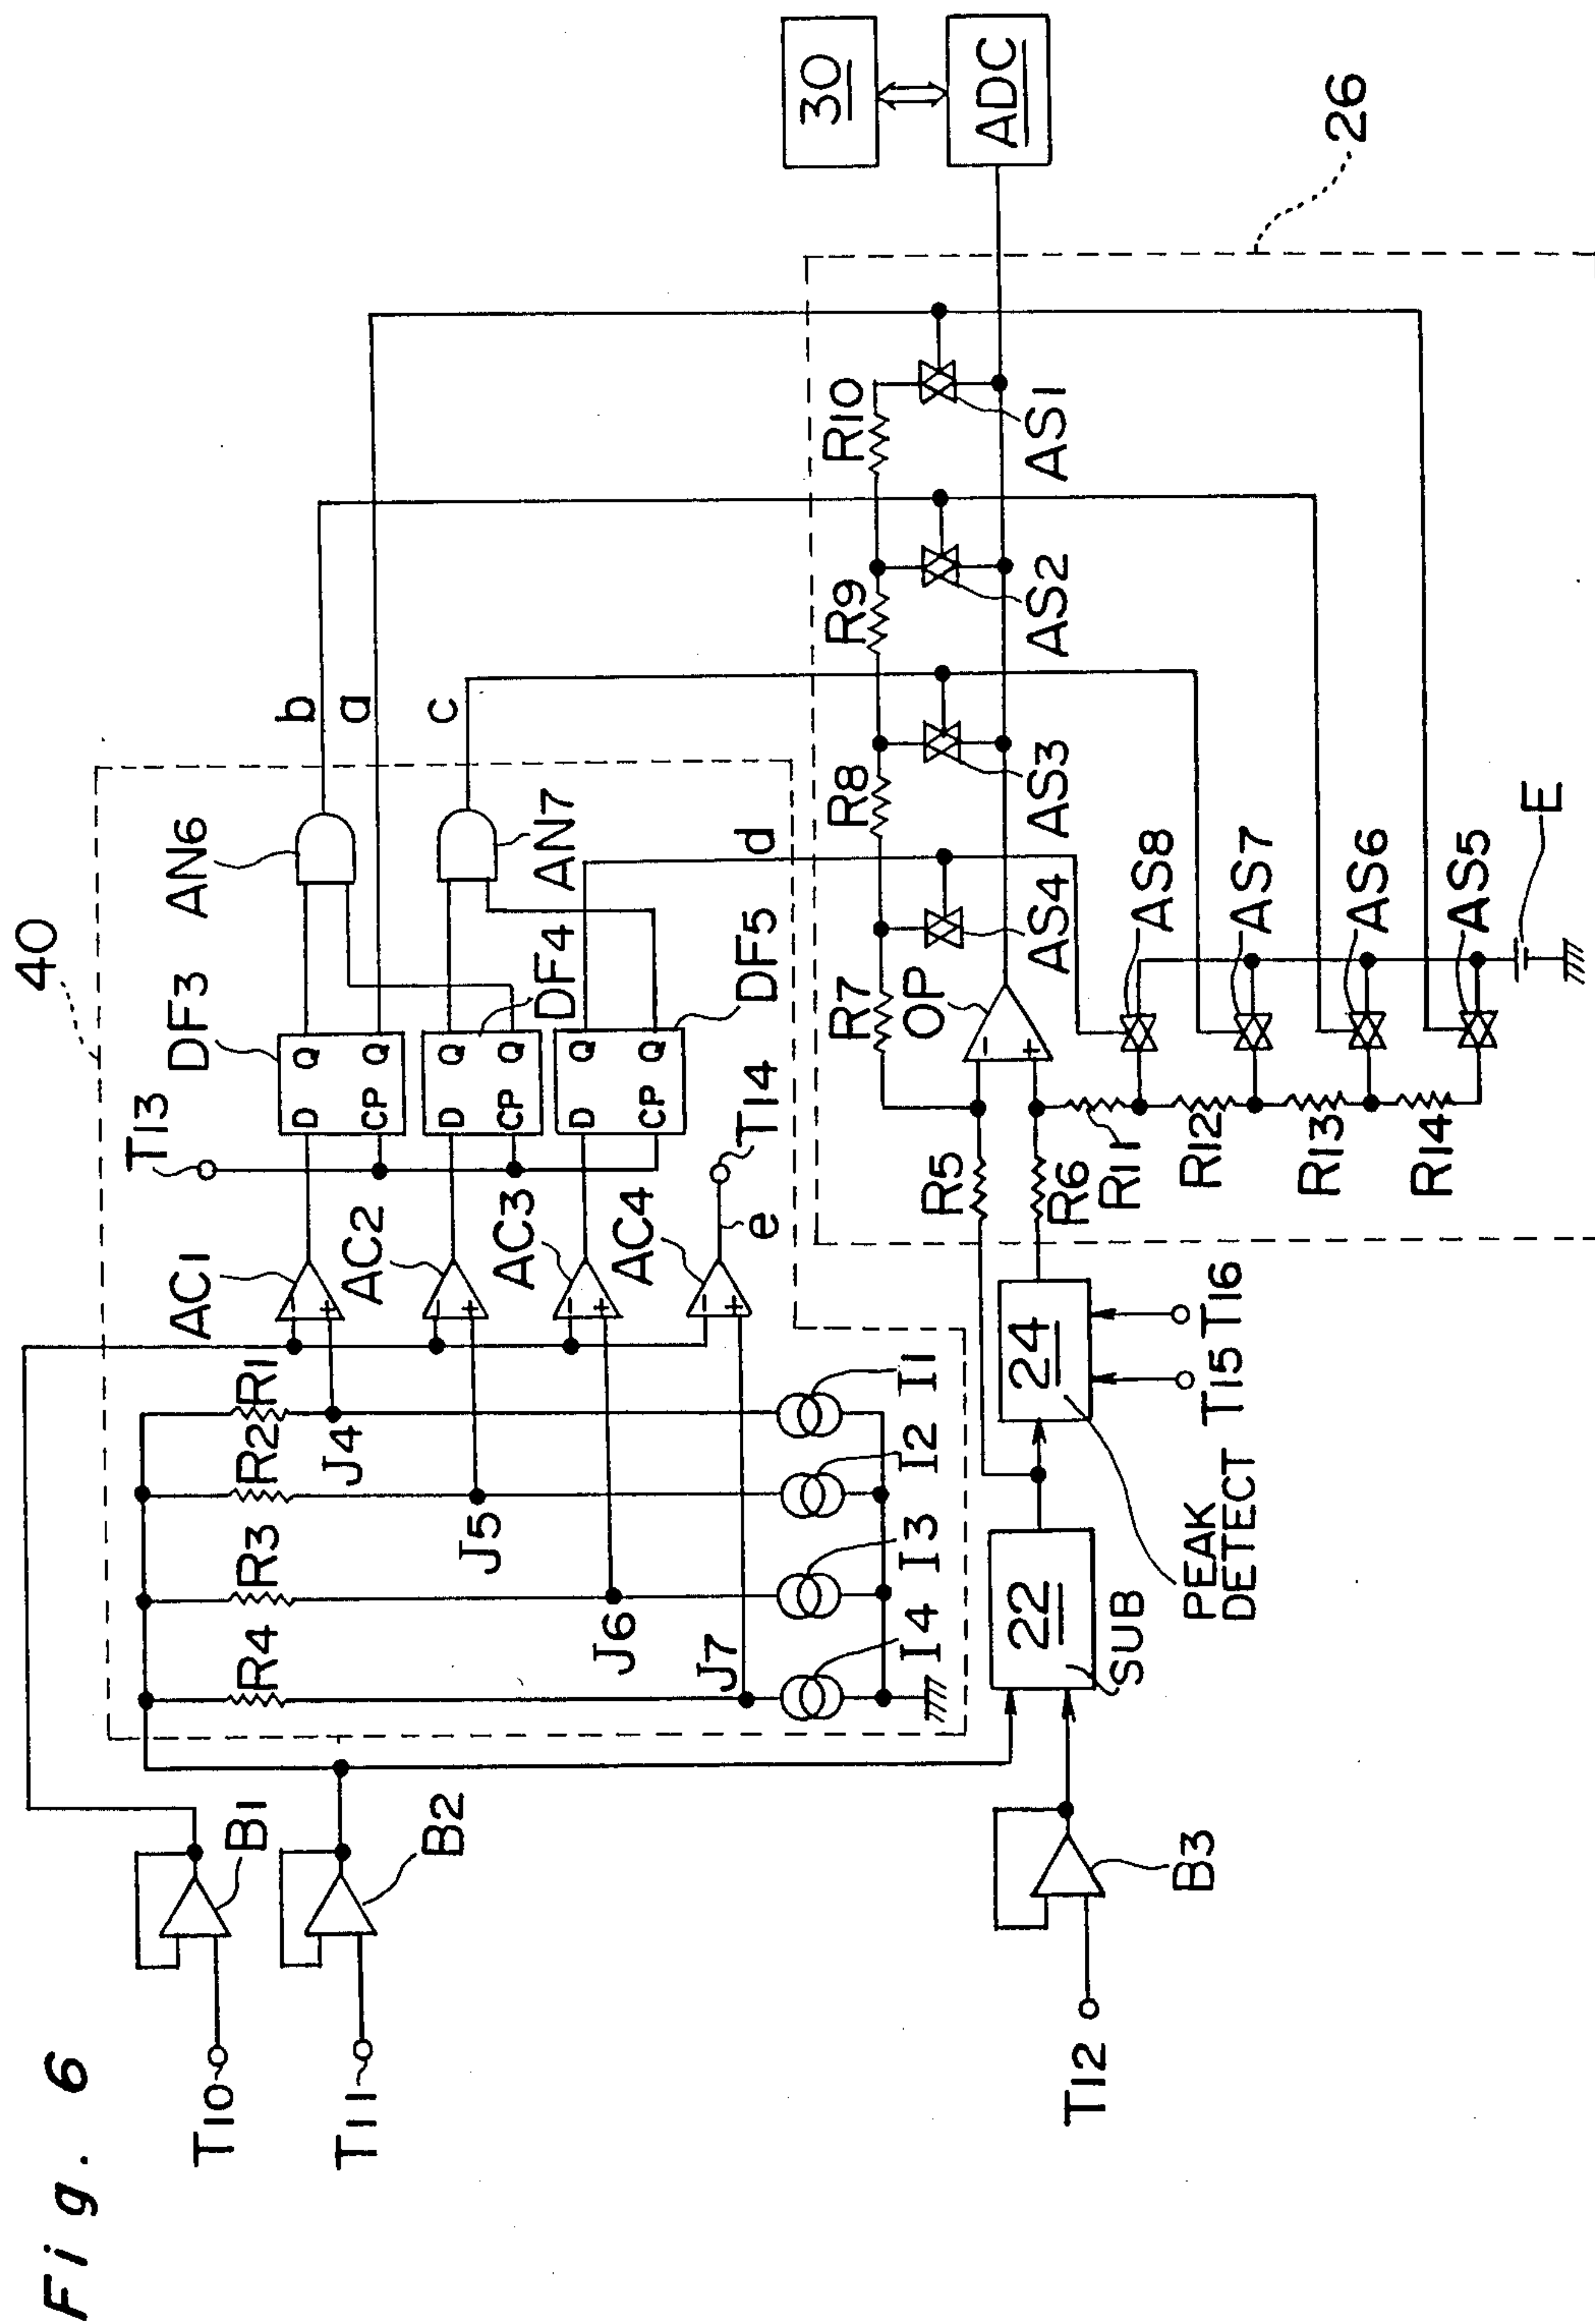 Fig. 6
40
T10
B1
T11
B2
T12
B3
R4
R3
R2
R1
J4
J5
J6
J7
I1
I2
I3
I4
AC1
AC2
AC3
AC4
-
+
-
+
-
+
-
+
e
T13
T14
DF3
D Q
CP Q
DF4
D Q
CP Q
DF5
D Q
CP Q
AN6
AN7
b
a
c
d
22
SUB
24
PEAK
DETECT
T15 T16
R5
R6
R7
R8
R9
R10
OP
-
+
AS4
AS3
AS2
AS1
R11
R12
R13
R14
AS8
AS7
AS6
AS5
E
26
30
ADC